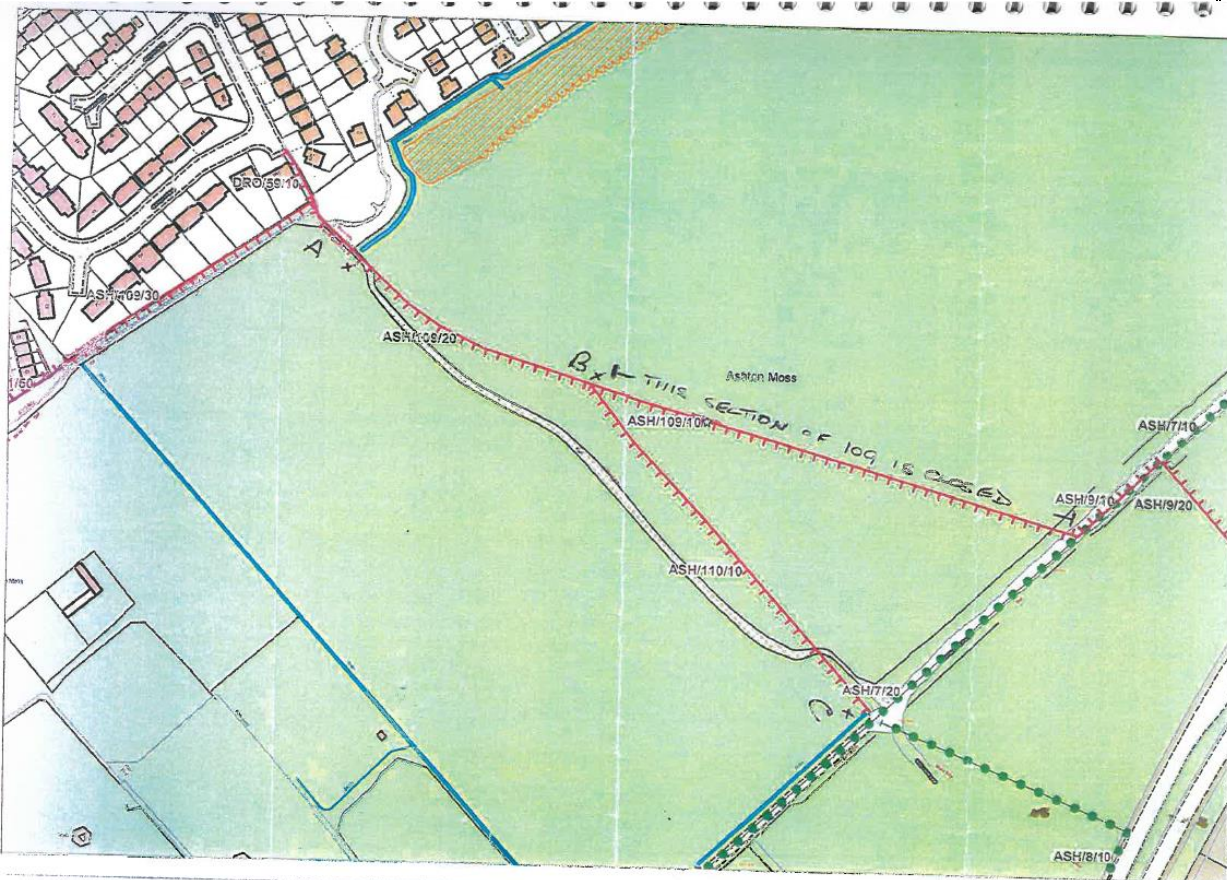 DRO/59/10
A
ASH/109/30
ASH/109/20
1/50
B
THIS SECTION OF 109 IS CLOSED
Ashton Moss
ASH/109/10
ASH/7/10
ASH/9/10
ASH/9/20
ASH/110/10
ASH/7/20
C
ASH/8/10